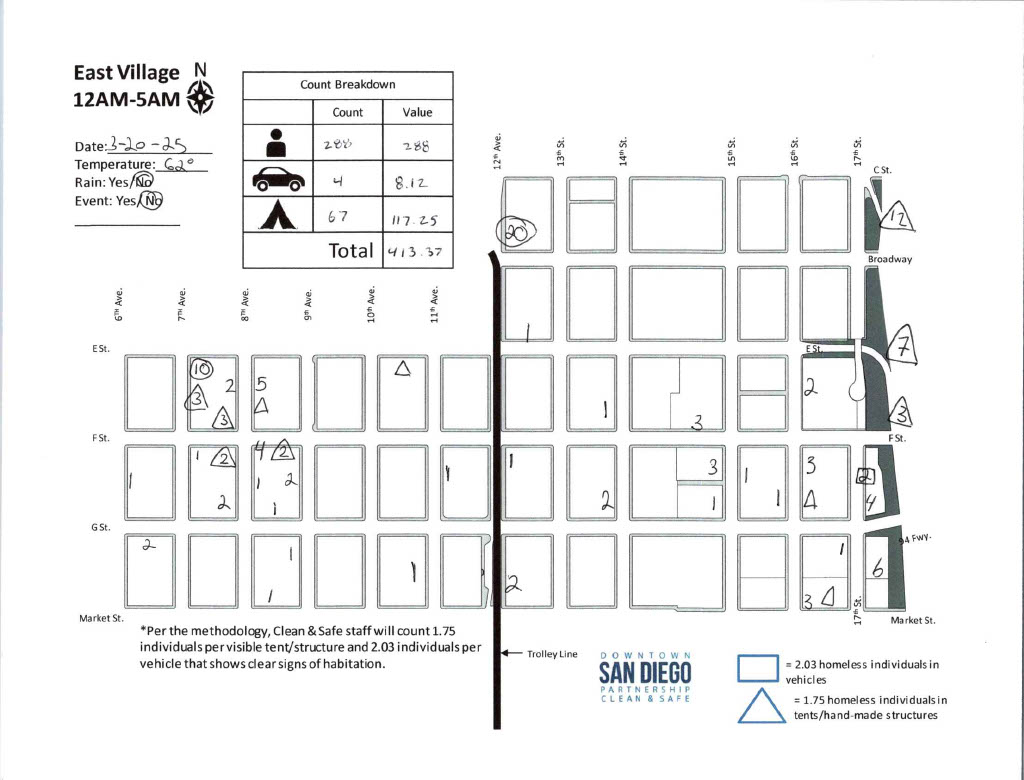 East Village N
12AM-5AM
Date: 3-20-25
Temperature: 62°
Rain: Yes/No
Event: Yes/No
Count Breakdown
Count Value
288 288
4 8.12
67 117.25
Total 413.37
12th Ave.
13th St.
14th St.
15th St.
16th St.
17th St.
C St.
20
12
Broadway
1
7
6TH Ave.
7TH Ave.
8TH Ave.
9th Ave.
10th Ave.
11th Ave.
E St.
E St.
10 2 5
3 3
1 3 2 3
F St.
F St.
1 1 2 4 2 1 1 3 1 3 2
2 1 2 1 2 1 1 4
G St.
94 FWY.
2 1 1 1 6
1 2 3
17th St.
Market St.
Market St.
*Per the methodology, Clean & Safe staff will count 1.75
individuals per visible tent/structure and 2.03 individuals per
vehicle that shows clear signs of habitation.
Trolley Line
DOWNTOWN
SAN DIEGO
PARTNERSHIP
CLEAN & SAFE
= 2.03 homeless individuals in
vehicles
= 1.75 homeless individuals in
tents/hand-made structures